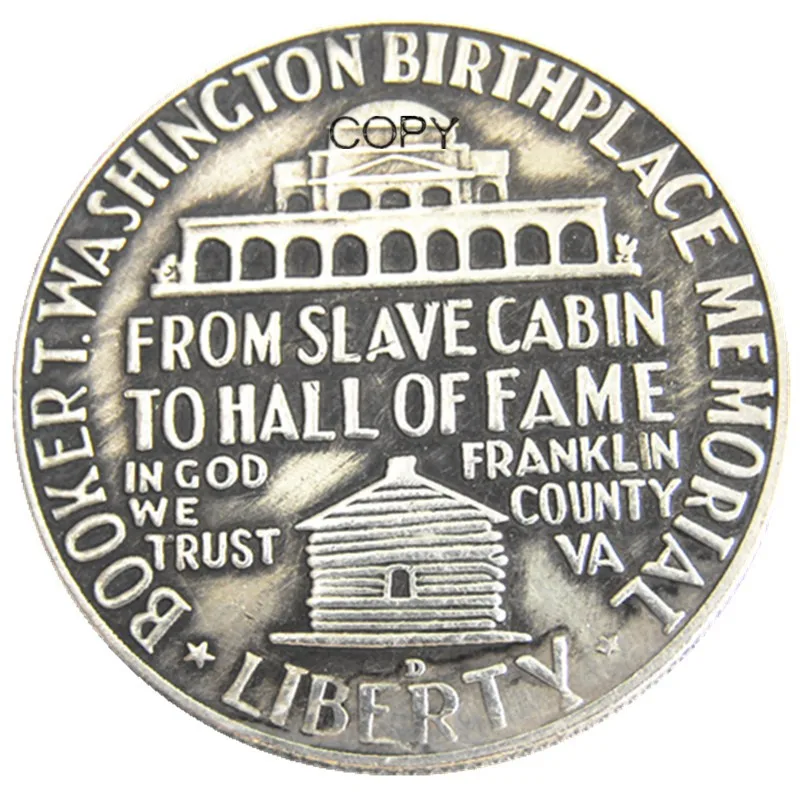 BOOKER T. WASHINGTON BIRTHPLACE MEMORIAL
COPY
FROM SLAVE CABIN
TO HALL OF FAME
IN GOD
WE
TRUST
FRANKLIN
COUNTY
VA
D
LIBERTY